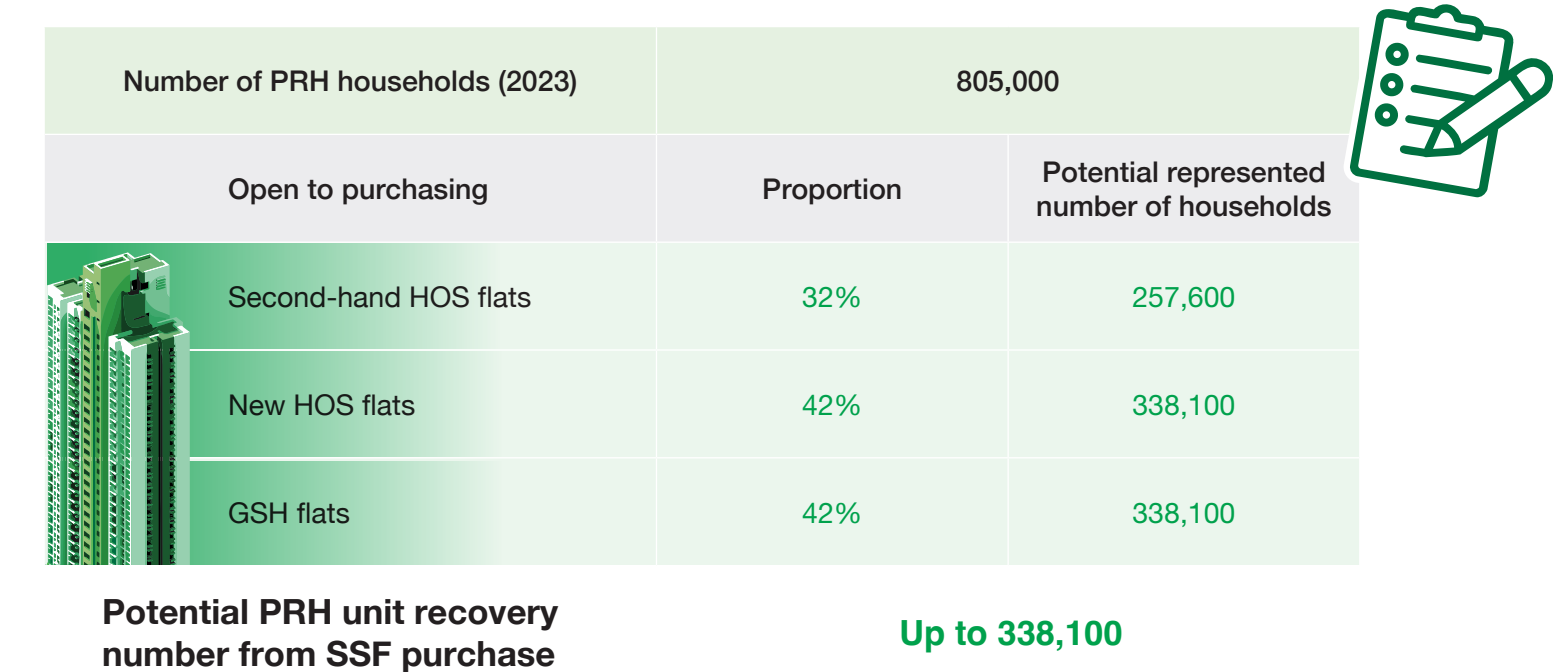 Number of PRH households (2023)
805,000
Open to purchasing
Proportion
Potential represented
number of households
Second-hand HOS flats
32%
257,600
New HOS flats
42%
338,100
GSH flats
42%
338,100
Potential PRH unit recovery
number from SSF purchase
Up to 338,100